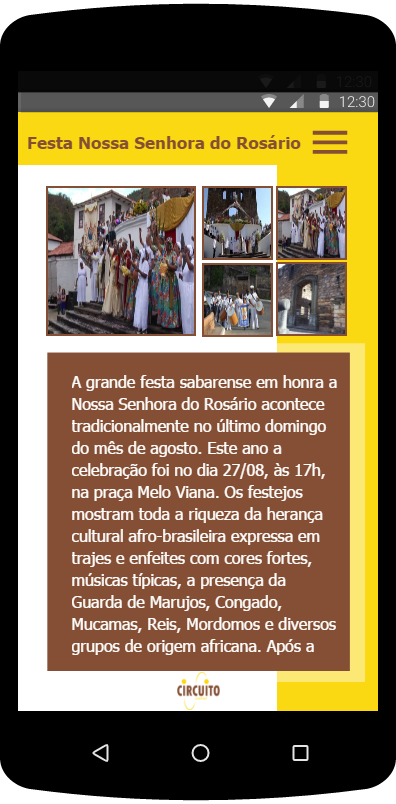 12:30
12:30
Festa Nossa Senhora do Rosário
A grande festa sabarense em honra a
Nossa Senhora do Rosário acontece
tradicionalmente no último domingo
do mês de agosto. Este ano a
celebração foi no dia 27/08, às 17h,
na praça Melo Viana. Os festejos
mostram toda a riqueza da herança
cultural afro-brasileira expressa em
trajes e enfeites com cores fortes,
músicas típicas, a presença da
Guarda de Marujos, Congado,
Mucamas, Reis, Mordomos e diversos
grupos de origem africana. Após a
CIRCUITO